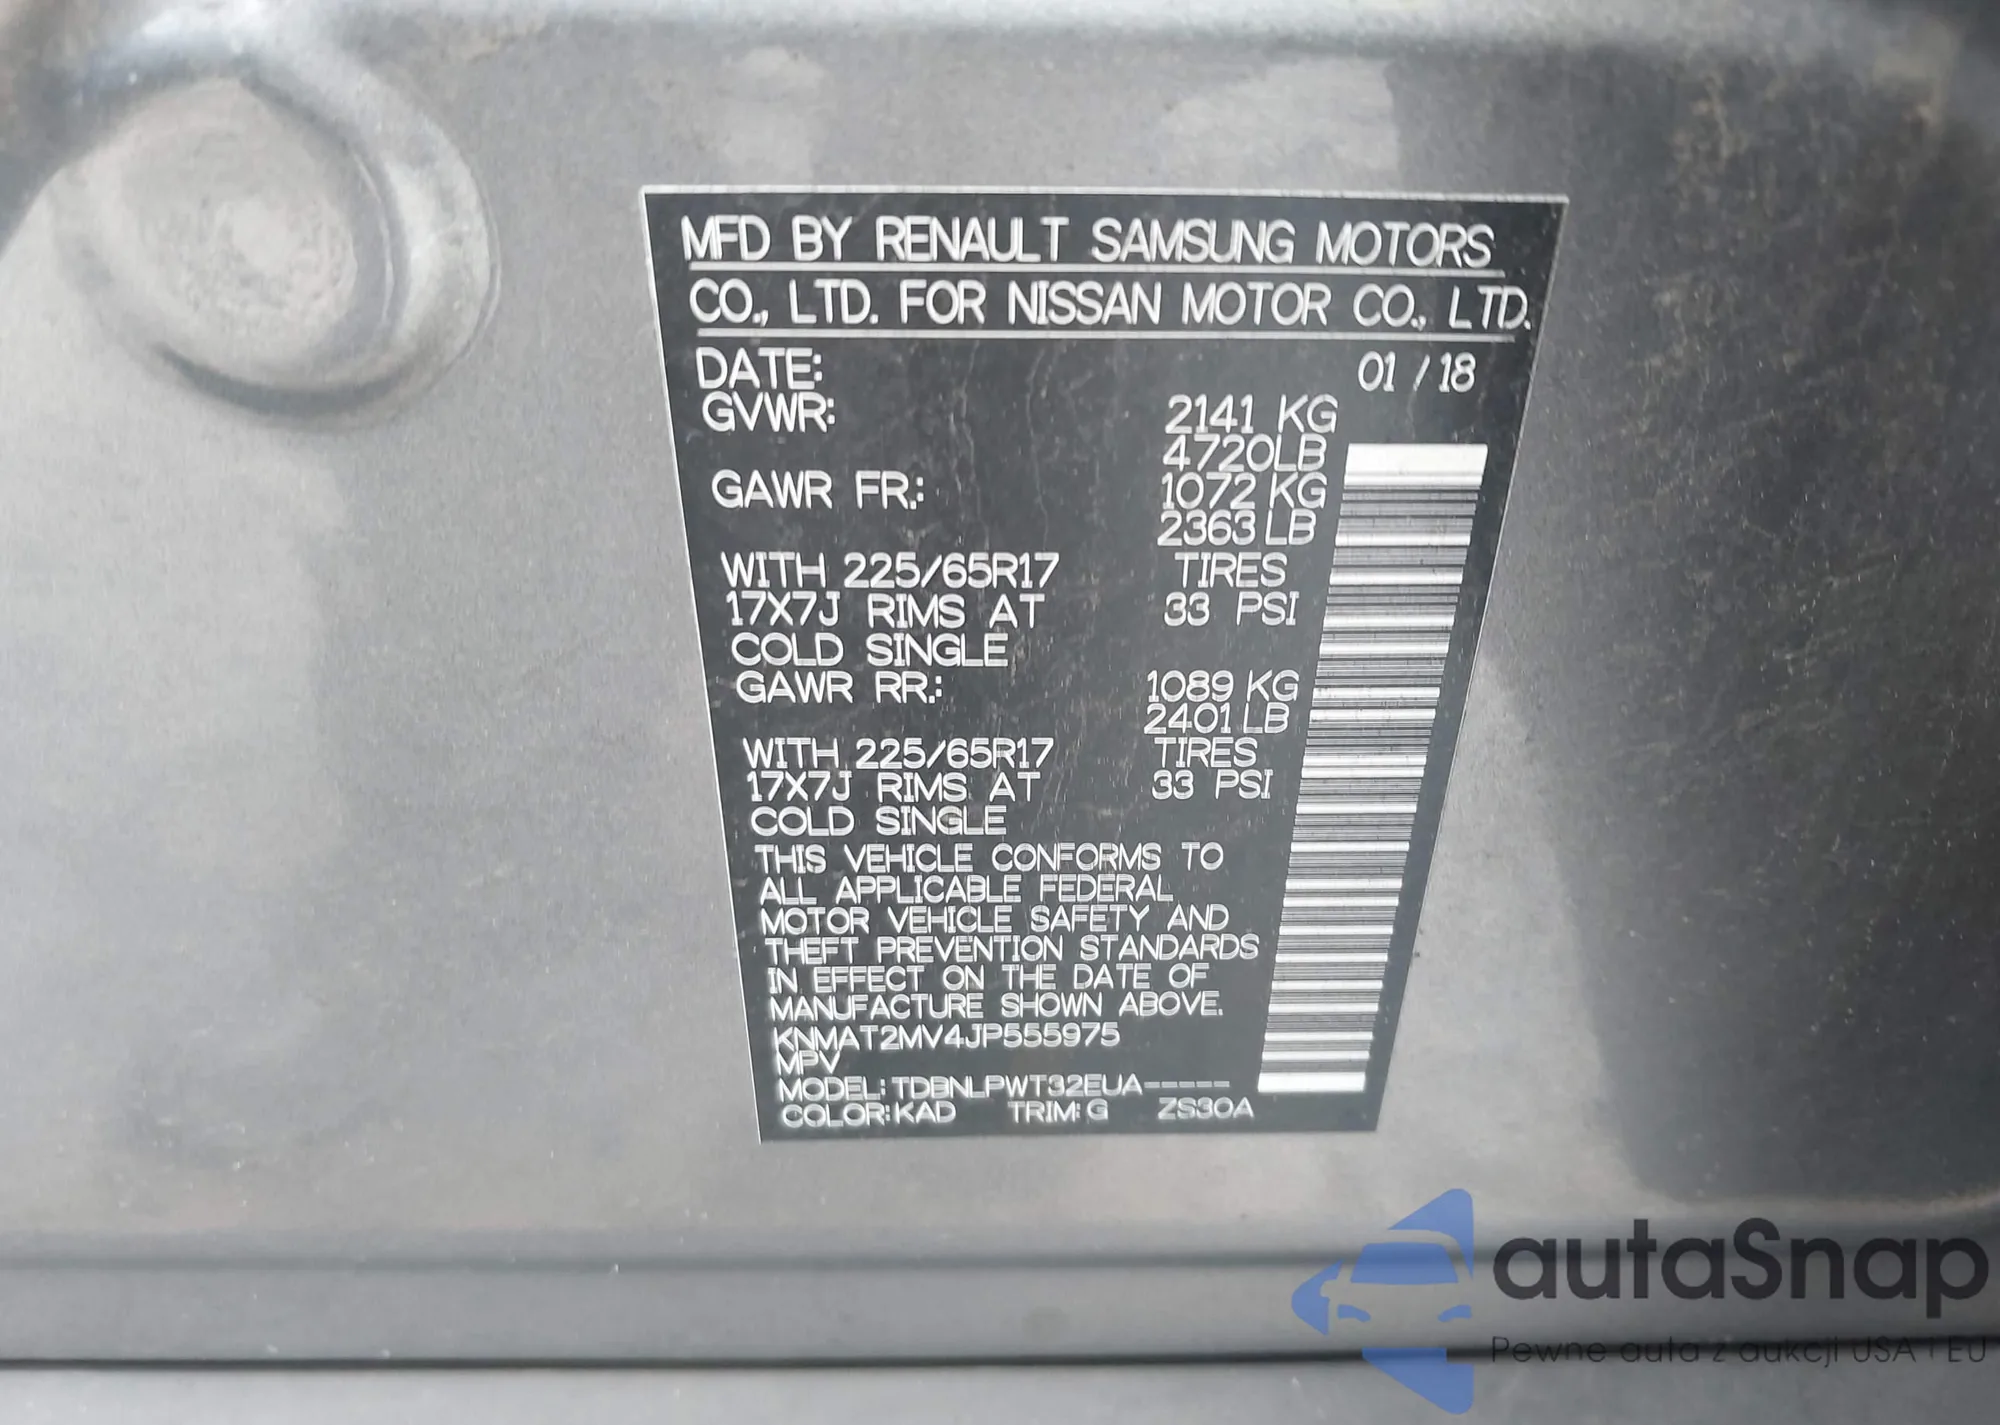 MFD BY RENAULT SAMSUNG MOTORS
CO., LTD. FOR NISSAN MOTOR CO., LTD.
DATE: 01 / 18
GVWR: 2141 KG
4720LB
GAWR FR.: 1072 KG
2363 LB
WITH 225/65R17 TIRES
17X7J RIMS AT 33 PSI
COLD SINGLE
GAWR RR.: 1089 KG
2401 LB
WITH 225/65R17 TIRES
17X7J RIMS AT 33 PSI
COLD SINGLE
THIS VEHICLE CONFORMS TO
ALL APPLICABLE FEDERAL
MOTOR VEHICLE SAFETY AND
THEFT PREVENTION STANDARDS
IN EFFECT ON THE DATE OF
MANUFACTURE SHOWN ABOVE.
KNMAT2MV4JP555975
MPV
MODEL: TDBNLPWT32EUA-----
COLOR: KAD TRIM: G ZS30A
autaSnap
Pewne auta z aukcji USA i EU